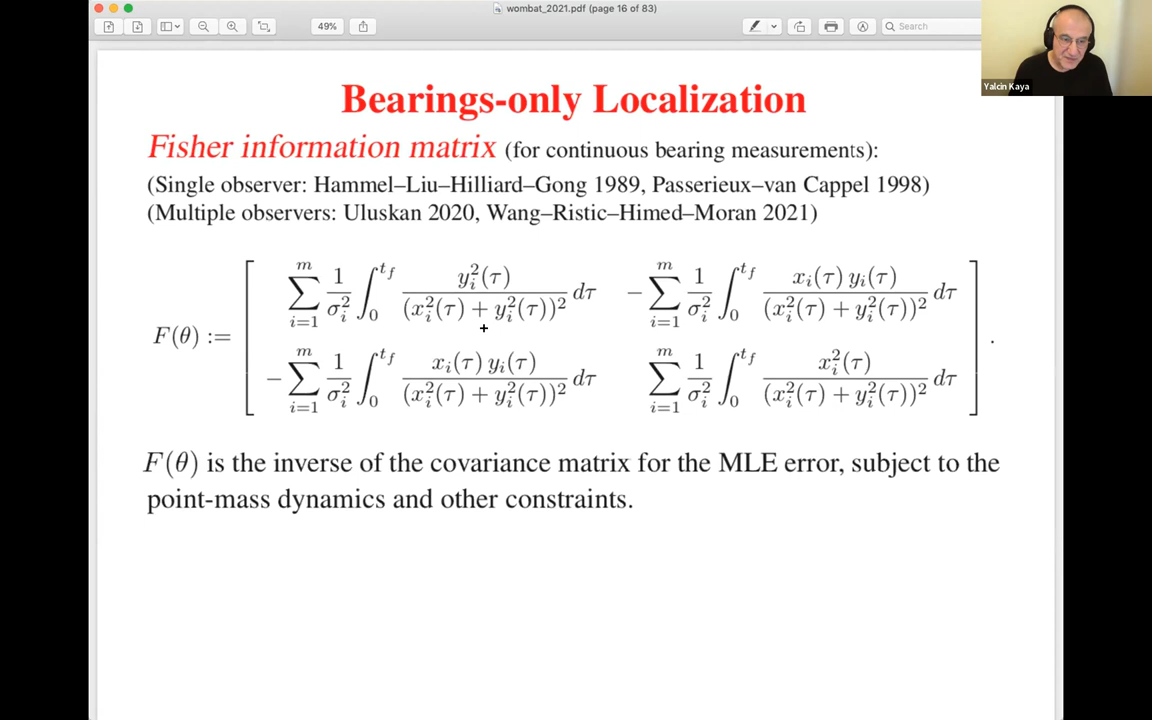 wombat_2021.pdf (page 16 of 83)
49%
Search
Yalcin Kaya
Bearings-only Localization
Fisher information matrix (for continuous bearing measurements):
(Single observer: Hammel–Liu–Hilliard–Gong 1989, Passerieux–van Cappel 1998)
(Multiple observers: Uluskan 2020, Wang–Ristic–Himed–Moran 2021)
F(θ) := [ ∑_{i=1}^{m} 1/σ_i^2 ∫_0^{t_f} y_i^2(τ)/(x_i^2(τ) + y_i^2(τ))^2 dτ   −∑_{i=1}^{m} 1/σ_i^2 ∫_0^{t_f} x_i(τ) y_i(τ)/(x_i^2(τ) + y_i^2(τ))^2 dτ
−∑_{i=1}^{m} 1/σ_i^2 ∫_0^{t_f} x_i(τ) y_i(τ)/(x_i^2(τ) + y_i^2(τ))^2 dτ   ∑_{i=1}^{m} 1/σ_i^2 ∫_0^{t_f} x_i^2(τ)/(x_i^2(τ) + y_i^2(τ))^2 dτ ] .
F(θ) is the inverse of the covariance matrix for the MLE error, subject to the
point-mass dynamics and other constraints.